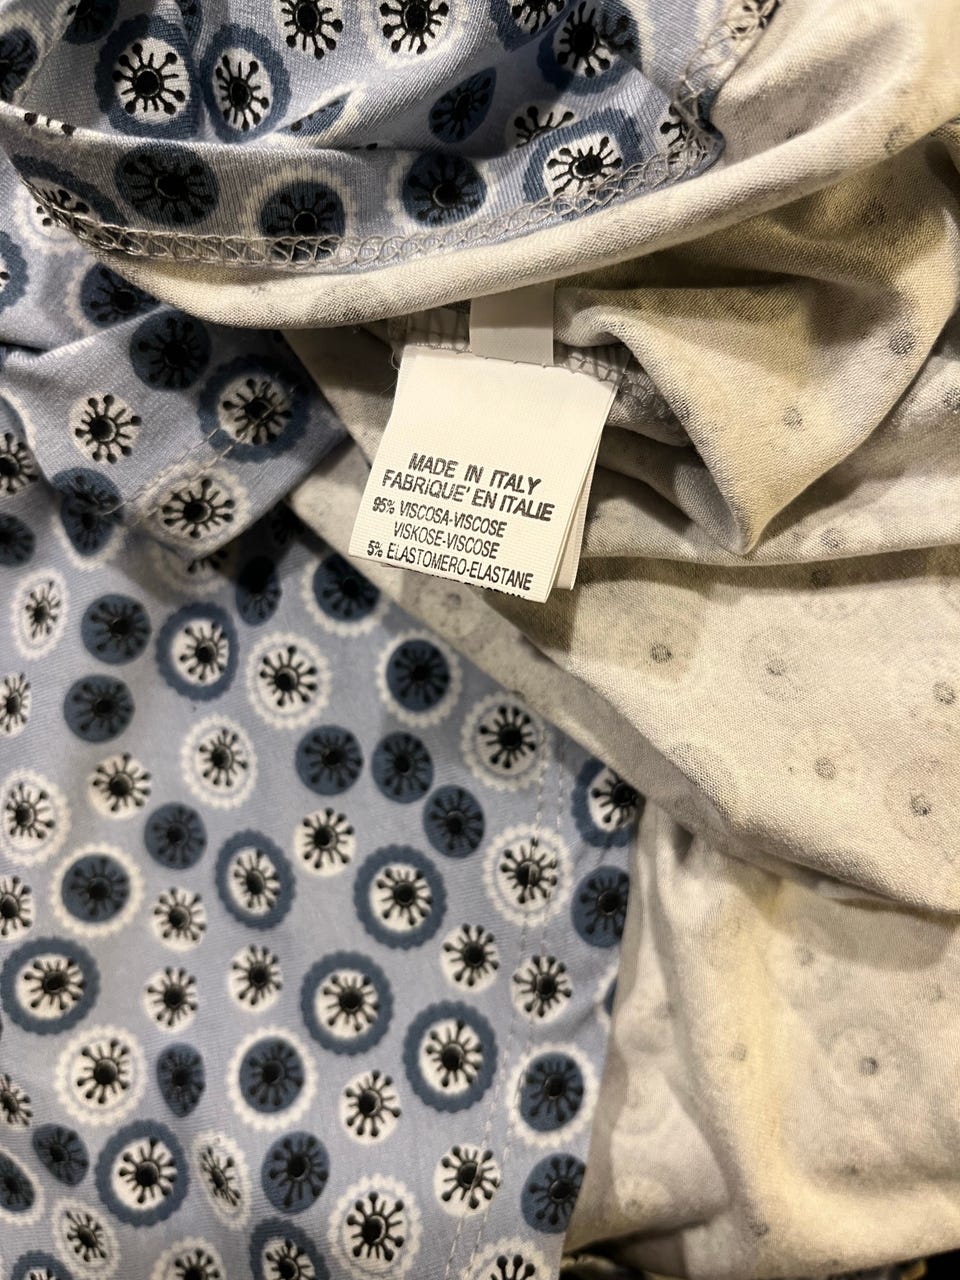 MADE IN ITALY
FABRIQUE' EN ITALIE
95% VISCOSA-VISCOSE
VISKOSE-VISCOSE
5% ELASTOMERO-ELASTANE